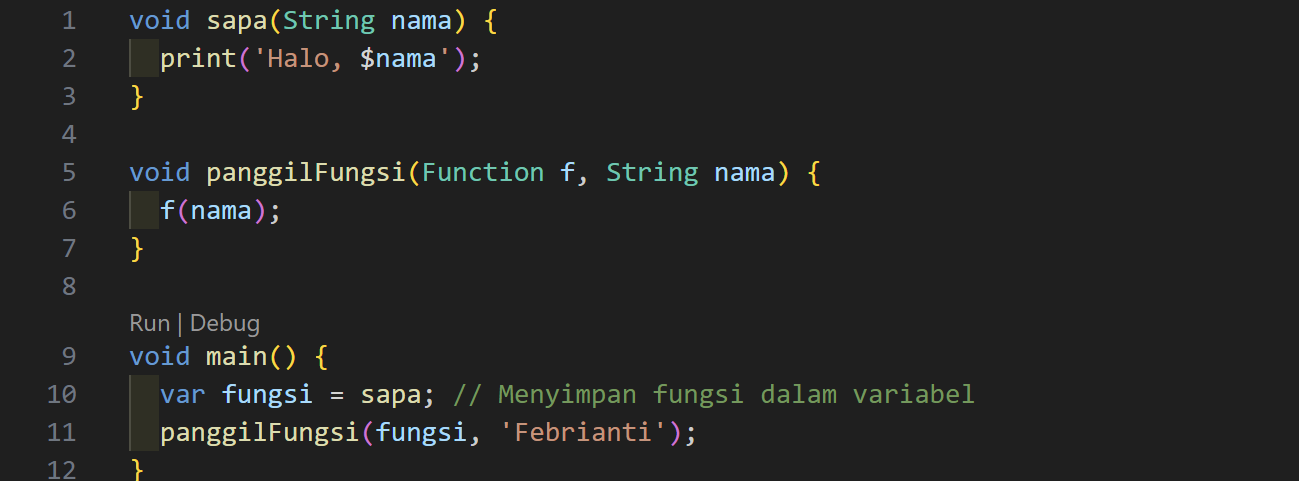 1 void sapa(String nama) {
2   print('Halo, $nama');
3 }
4
5 void panggilFungsi(Function f, String nama) {
6   f(nama);
7 }
8
Run | Debug
9 void main() {
10   var fungsi = sapa; // Menyimpan fungsi dalam variabel
11   panggilFungsi(fungsi, 'Febrianti');
12 }